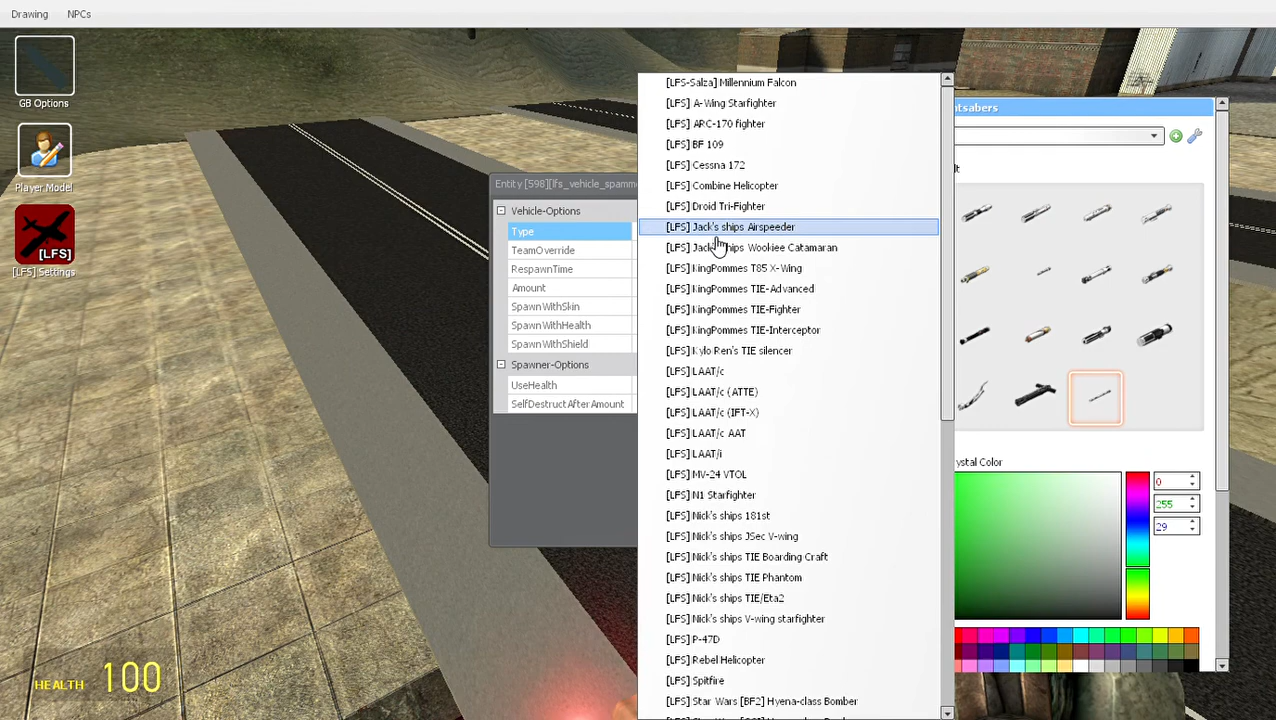 Drawing NPCs
GB Options
Player Model
[LFS]
[LFS] Settings
Entity [598][lfs_vehicle_spamme
Vehicle-Options
Type
TeamOverride
RespawnTime
Amount
SpawnWithSkin
SpawnWithHealth
SpawnWithShield
Spawner-Options
UseHealth
SelfDestructAfterAmount
[LFS-Salza] Millennium Falcon
[LFS] A-Wing Starfighter
[LFS] ARC-170 fighter
[LFS] BF 109
[LFS] Cessna 172
[LFS] Combine Helicopter
[LFS] Droid Tri-Fighter
[LFS] Jack's ships Airspeeder
[LFS] Jack's ships Wookiee Catamaran
[LFS] KingPommes T85 X-Wing
[LFS] KingPommes TIE-Advanced
[LFS] KingPommes TIE-Fighter
[LFS] KingPommes TIE-Interceptor
[LFS] Kylo Ren's TIE silencer
[LFS] LAAT/c
[LFS] LAAT/c (ATTE)
[LFS] LAAT/c (IFT-X)
[LFS] LAAT/c AAT
[LFS] LAAT/i
[LFS] MV-24 VTOL
[LFS] N1 Starfighter
[LFS] Nick's ships 181st
[LFS] Nick's ships JSec V-wing
[LFS] Nick's ships TIE Boarding Craft
[LFS] Nick's ships TIE Phantom
[LFS] Nick's ships TIE/Eta2
[LFS] Nick's ships V-wing starfighter
[LFS] P-47D
[LFS] Rebel Helicopter
[LFS] Spitfire
[LFS] Star Wars [BF2] Hyena-class Bomber
ntsabers
lt
rystal Color
0
255
29
HEALTH 100